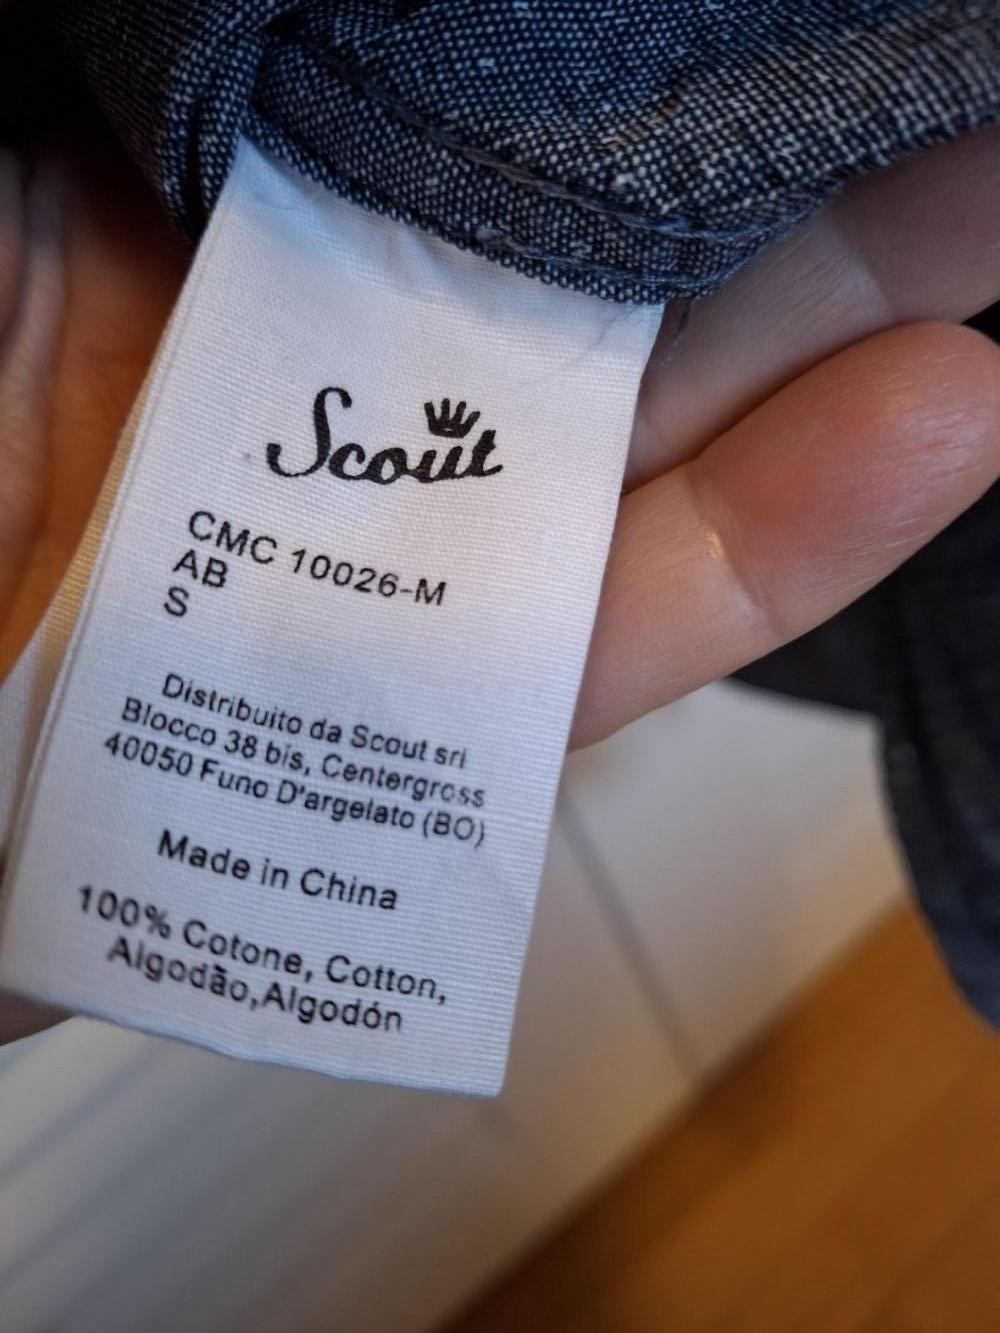 Scout
CMC 10026-M
AB
S
Distribuito da Scout srl
Blocco 38 bis, Centergross
40050 Funo D'argelato (BO)
Made in China
100% Cotone, Cotton,
Algodão,Algodón